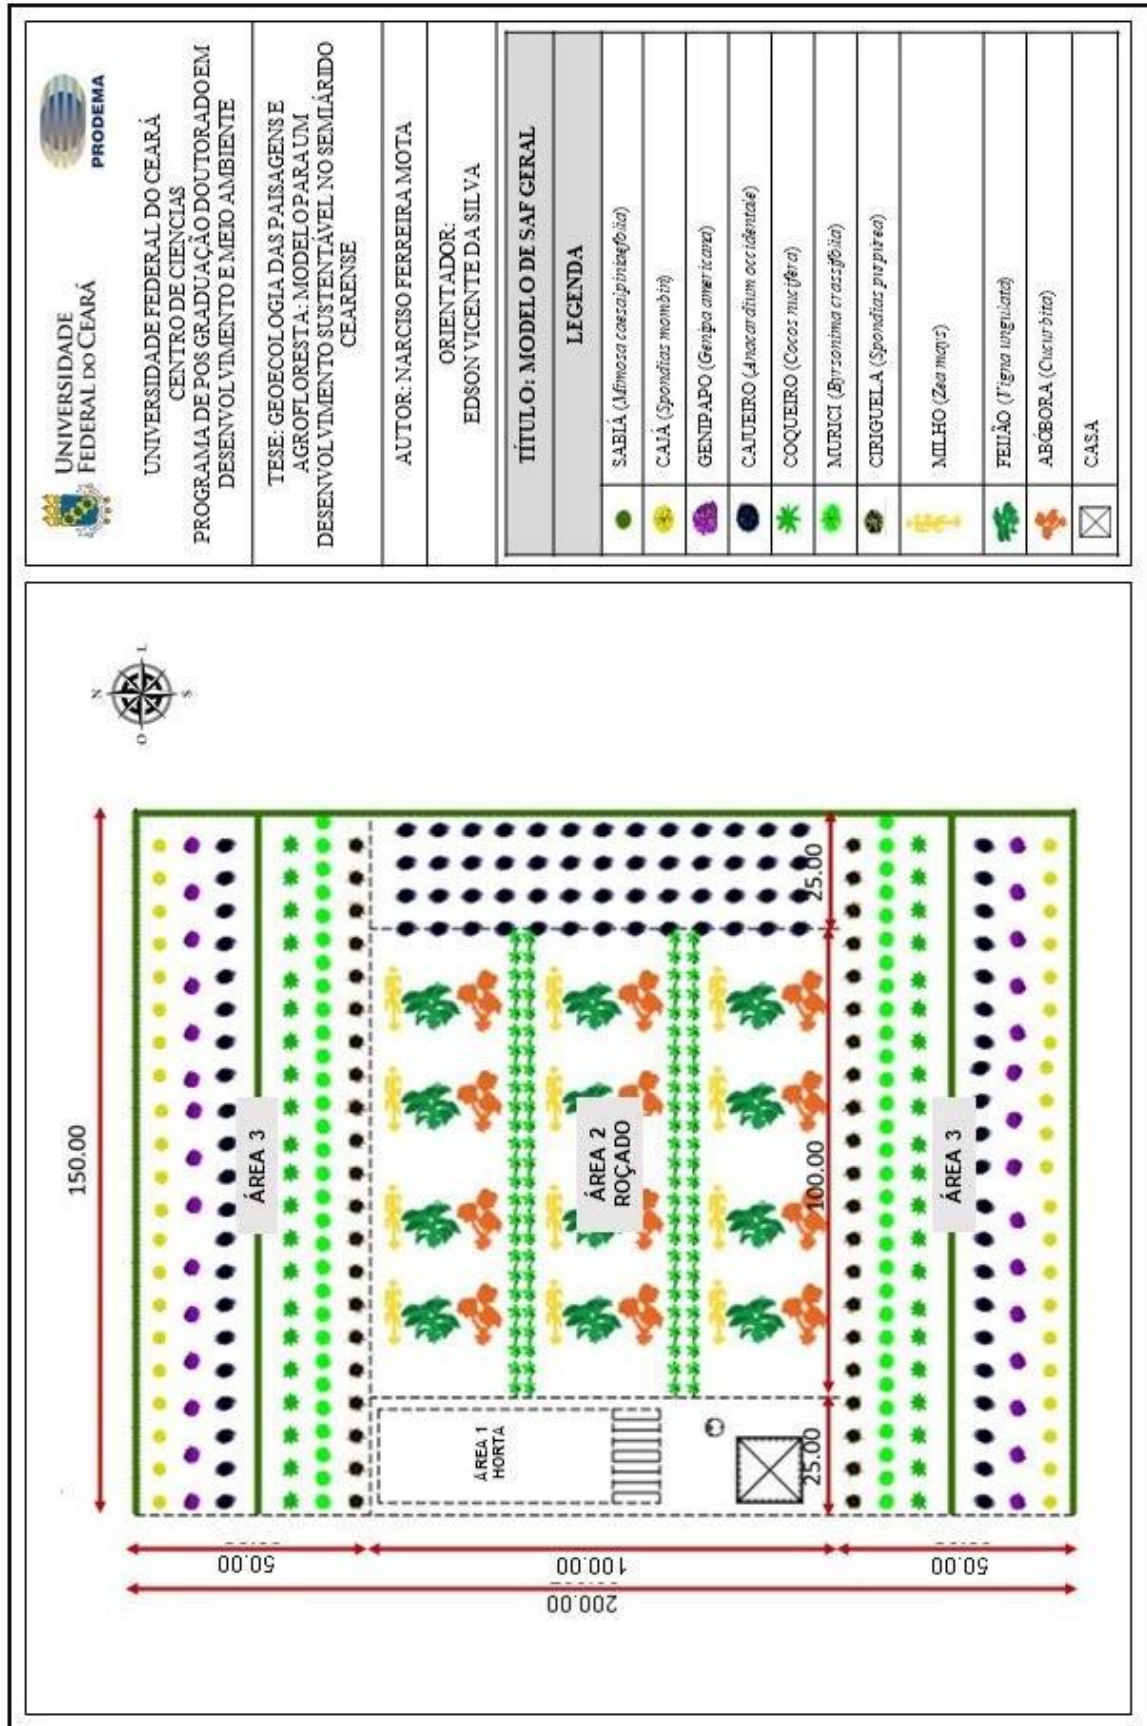 UNIVERSIDADE
FEDERAL DO CEARÁ
PRODEMA
UNIVERSIDADE FEDERAL DO CEARÁ
CENTRO DE CIENCIAS
PROGRAMA DE POS GRADUAÇÃO DOUTORADO EM
DESENVOLVIMENTO E MEIO AMBIENTE
TESE: GEOECOLOGIA DAS PAISAGENS E
AGROFLORESTA: MODELO PARA UM
DESENVOLVIMENTO SUSTENTÁVEL NO SEMIÁRIDO
CEARENSE
AUTOR: NARCISO FERREIRA MOTA
ORIENTADOR:
EDSON VICENTE DA SILVA
TÍTULO: MODELO DE SAF GERAL
LEGENDA
SABIÁ (Mimosa caesalpiniaefolia)
CAJÁ (Spondias mombin)
GENIPAPO (Genipa americana)
CAJUEIRO (Anacardium occidentale)
COQUEIRO (Cocos nucifera)
MURICI (Byrsonima crassifolia)
CIRIGUELA (Spondias purpurea)
MILHO (Zea mays)
FEIJÃO (Vigna unguiata)
ABÓBORA (Cucurbita)
CASA
N
O
L
S
150.00
ÁREA 3
25.00
ÁREA 2
ROÇADO
100.00
ÁREA 3
ÁREA 1
HORTA
25.00
50.00
100.00
50.00
200.00